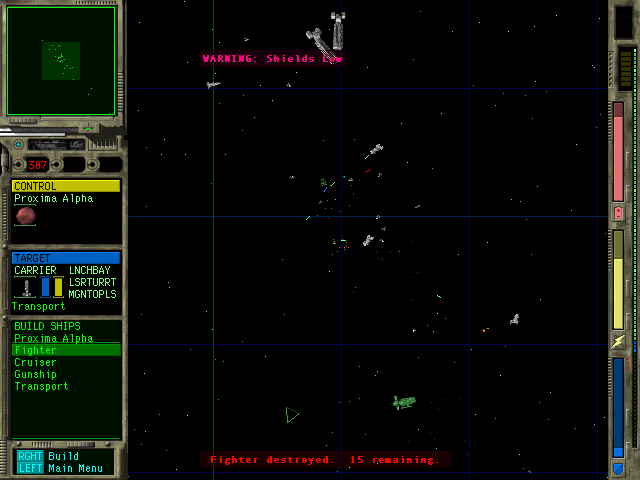 WARNING: Shields Low
307
CONTROL
Proxima Alpha
TARGET
CARRIER LNCHBAY
LSRTURRT
MGNTOPLS
Transport
BUILD SHIPS
Proxima Alpha
Fighter
Cruiser
Gunship
Transport
RGHT Build
LEFT Main Menu
Fighter destroyed. 15 remaining.